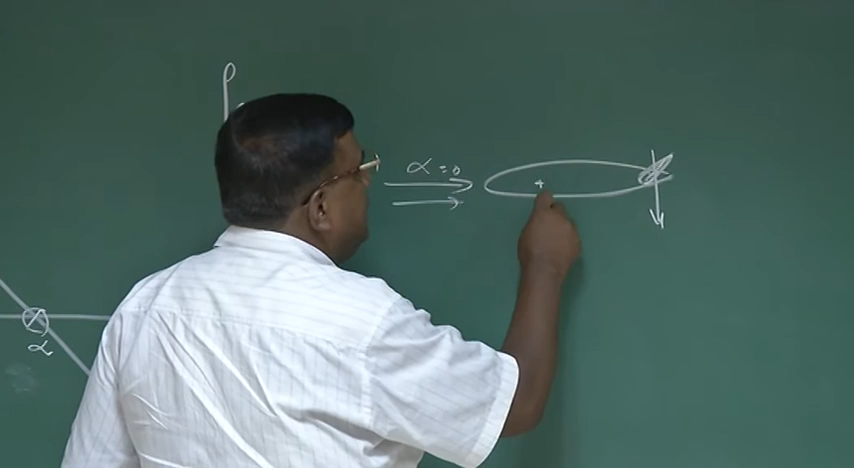 α = 0
α